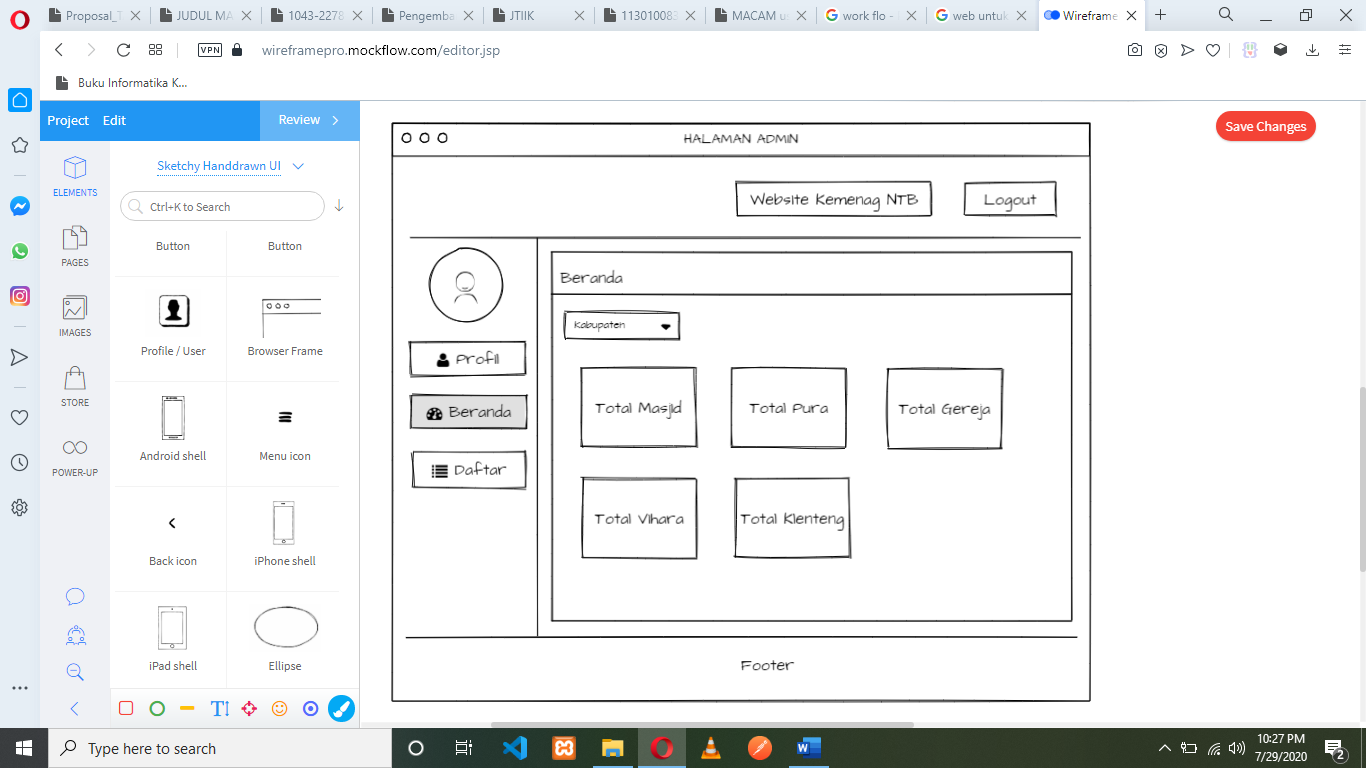 Proposal_T
JUDUL MA
1043-2278
Pengemba
JTIIK
113010083
MACAM u
work flo -
web untuk
Wireframe
VPN
wireframepro.mockflow.com/editor.jsp
Buku Informatika K...
Project Edit Review
Save Changes
Sketchy Handdrawn UI
Ctrl+K to Search
ELEMENTS
PAGES
IMAGES
STORE
POWER-UP
Button Button
Profile / User Browser Frame
Android shell Menu icon
Back icon iPhone shell
iPad shell Ellipse
T
HALAMAN ADMIN
Website Kemenag NTB Logout
Profil
Beranda
Daftar
Beranda
Kabupaten
Total Masjid Total Pura Total Gereja
Total Vihara Total Klenteng
Footer
Type here to search
10:27 PM
7/29/2020
2